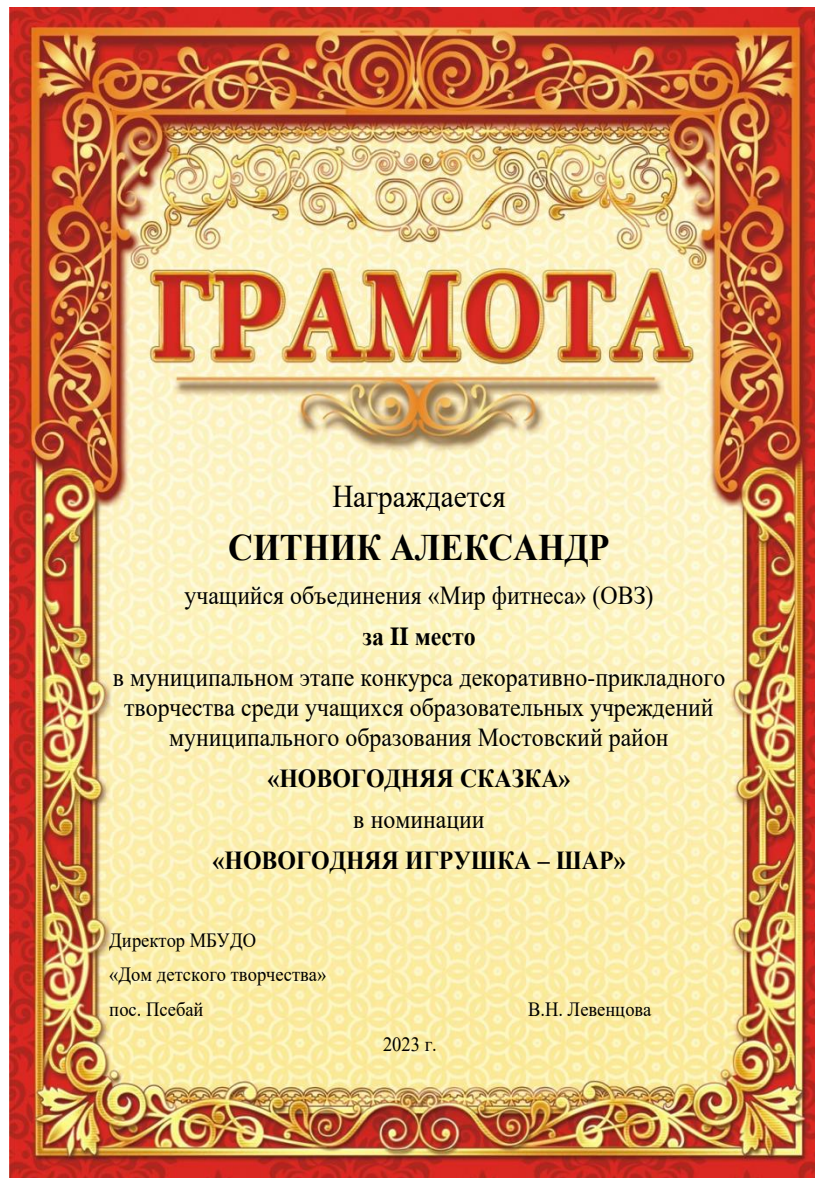 ГРАМОТА
Награждается
СИТНИК АЛЕКСАНДР
учащийся объединения «Мир фитнеса» (ОВЗ)
за II место
в муниципальном этапе конкурса декоративно-прикладного
творчества среди учащихся образовательных учреждений
муниципального образования Мостовский район
«НОВОГОДНЯЯ СКАЗКА»
в номинации
«НОВОГОДНЯЯ ИГРУШКА – ШАР»
Директор МБУДО
«Дом детского творчества»
пос. Псебай В.Н. Левенцова
2023 г.